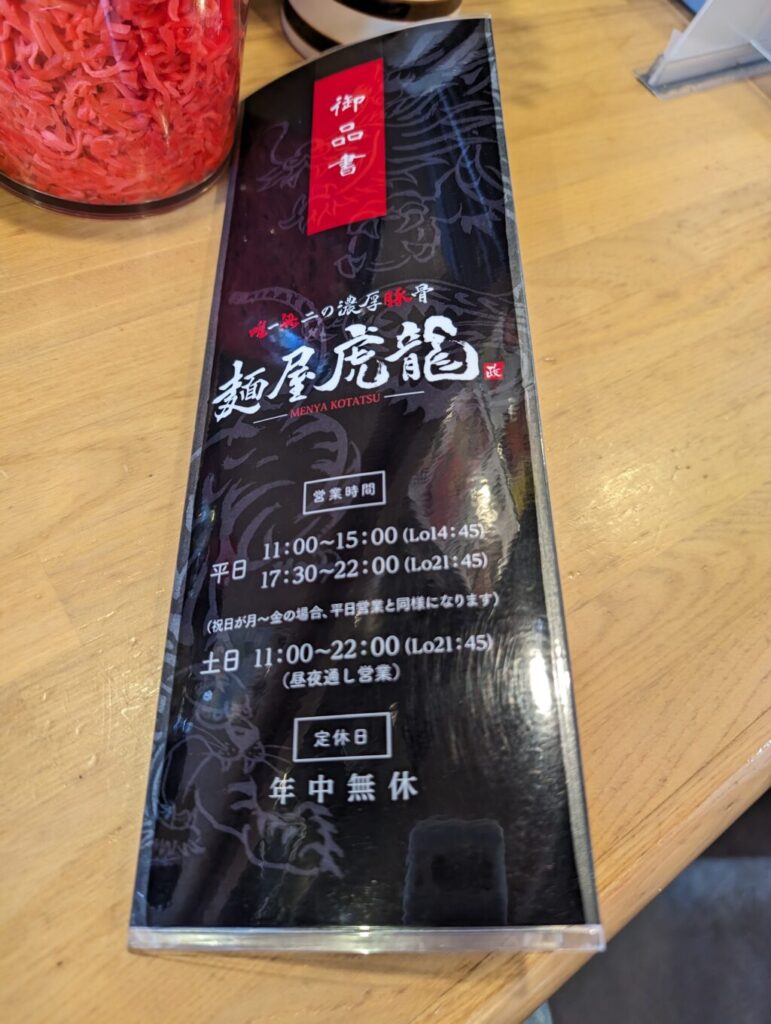 御品書
唯一無二の濃厚豚骨
麺屋虎龍
政
MENYA KOTATSU
営業時間
平日 11:00～15:00(Lo14:45)
17:30～22:00(Lo21:45)
(祝日が月～金の場合、平日営業と同様になります)
土日 11:00～22:00(Lo21:45)
(昼夜通し営業)
定休日
年中無休